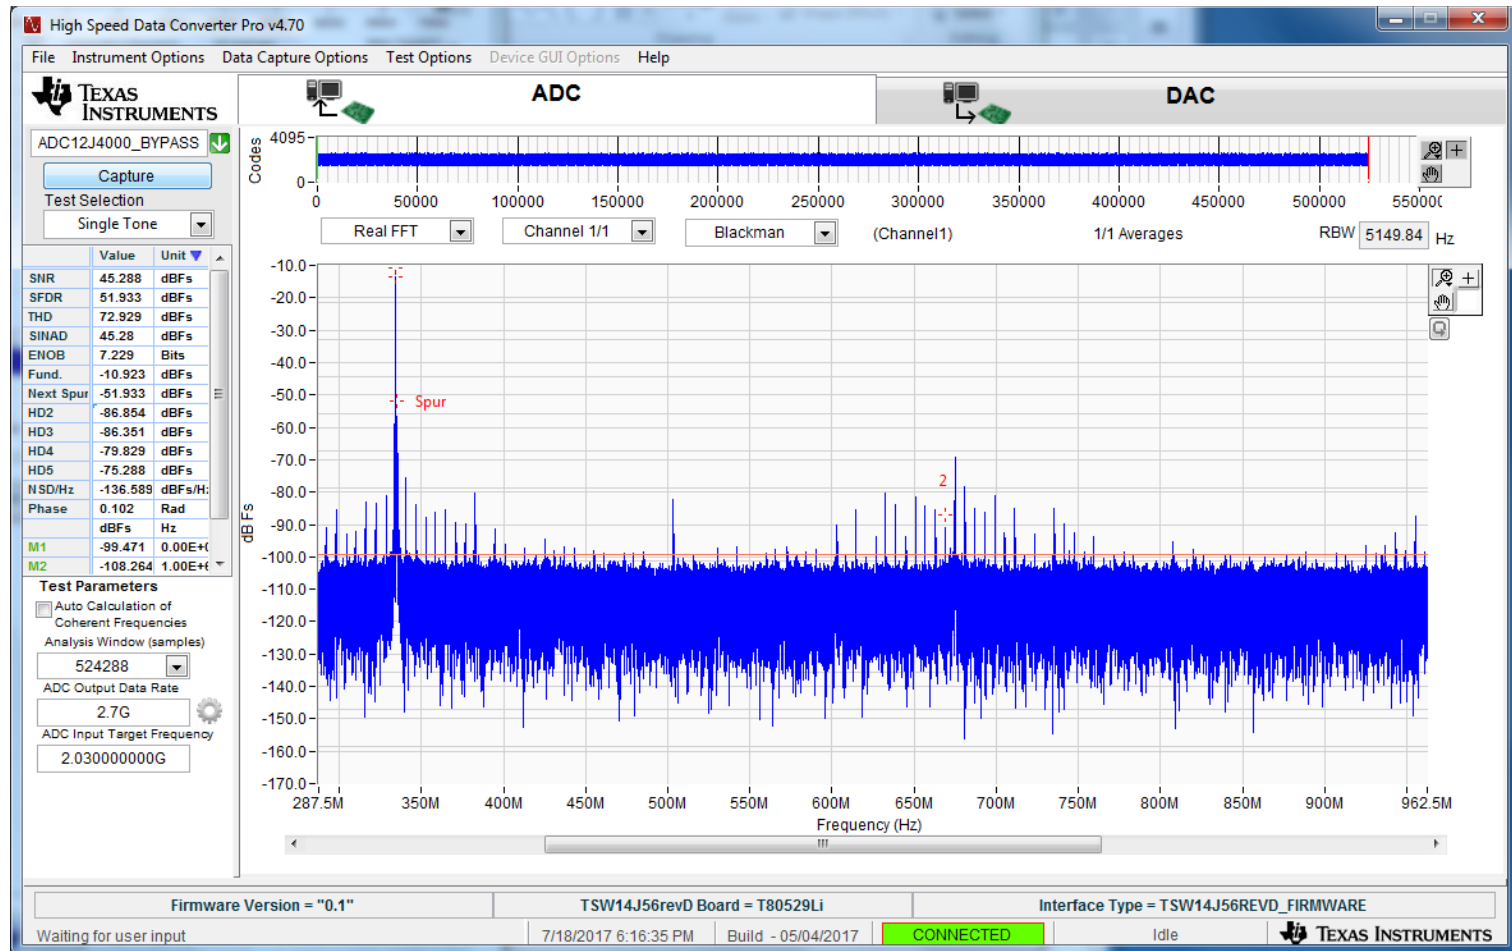 High Speed Data Converter Pro v4.70
File Instrument Options Data Capture Options Test Options Device GUI Options Help
TEXAS INSTRUMENTS
ADC
DAC
ADC12J4000_BYPASS
Capture
Test Selection
Single Tone
Value Unit
SNR 45.288 dBFs
SFDR 51.933 dBFs
THD 72.929 dBFs
SINAD 45.28 dBFs
ENOB 7.229 Bits
Fund. -10.923 dBFs
Next Spur -51.933 dBFs
HD2 -86.854 dBFs
HD3 -86.351 dBFs
HD4 -79.829 dBFs
HD5 -75.288 dBFs
NSD/Hz -136.589 dBFs/H
Phase 0.102 Rad
dBFs Hz
M1 -99.471 0.00E+
M2 -108.264 1.00E+
Test Parameters
Auto Calculation of
Coherent Frequencies
Analysis Window (samples)
524288
ADC Output Data Rate
2.7G
ADC Input Target Frequency
2.030000000G
Codes
4095
0
0 50000 100000 150000 200000 250000 300000 350000 400000 450000 500000 550000
Real FFT Channel 1/1 Blackman (Channel1) 1/1 Averages RBW 5149.84 Hz
dB Fs
-10.0
-20.0
-30.0
-40.0
-50.0
-60.0
-70.0
-80.0
-90.0
-100.0
-110.0
-120.0
-130.0
-140.0
-150.0
-160.0
-170.0
Spur
2
287.5M 350M 400M 450M 500M 550M 600M 650M 700M 750M 800M 850M 900M 962.5M
Frequency (Hz)
Firmware Version = "0.1" TSW14J56revD Board = T80529Li Interface Type = TSW14J56REVD_FIRMWARE
Waiting for user input 7/18/2017 6:16:35 PM Build - 05/04/2017 CONNECTED Idle TEXAS INSTRUMENTS